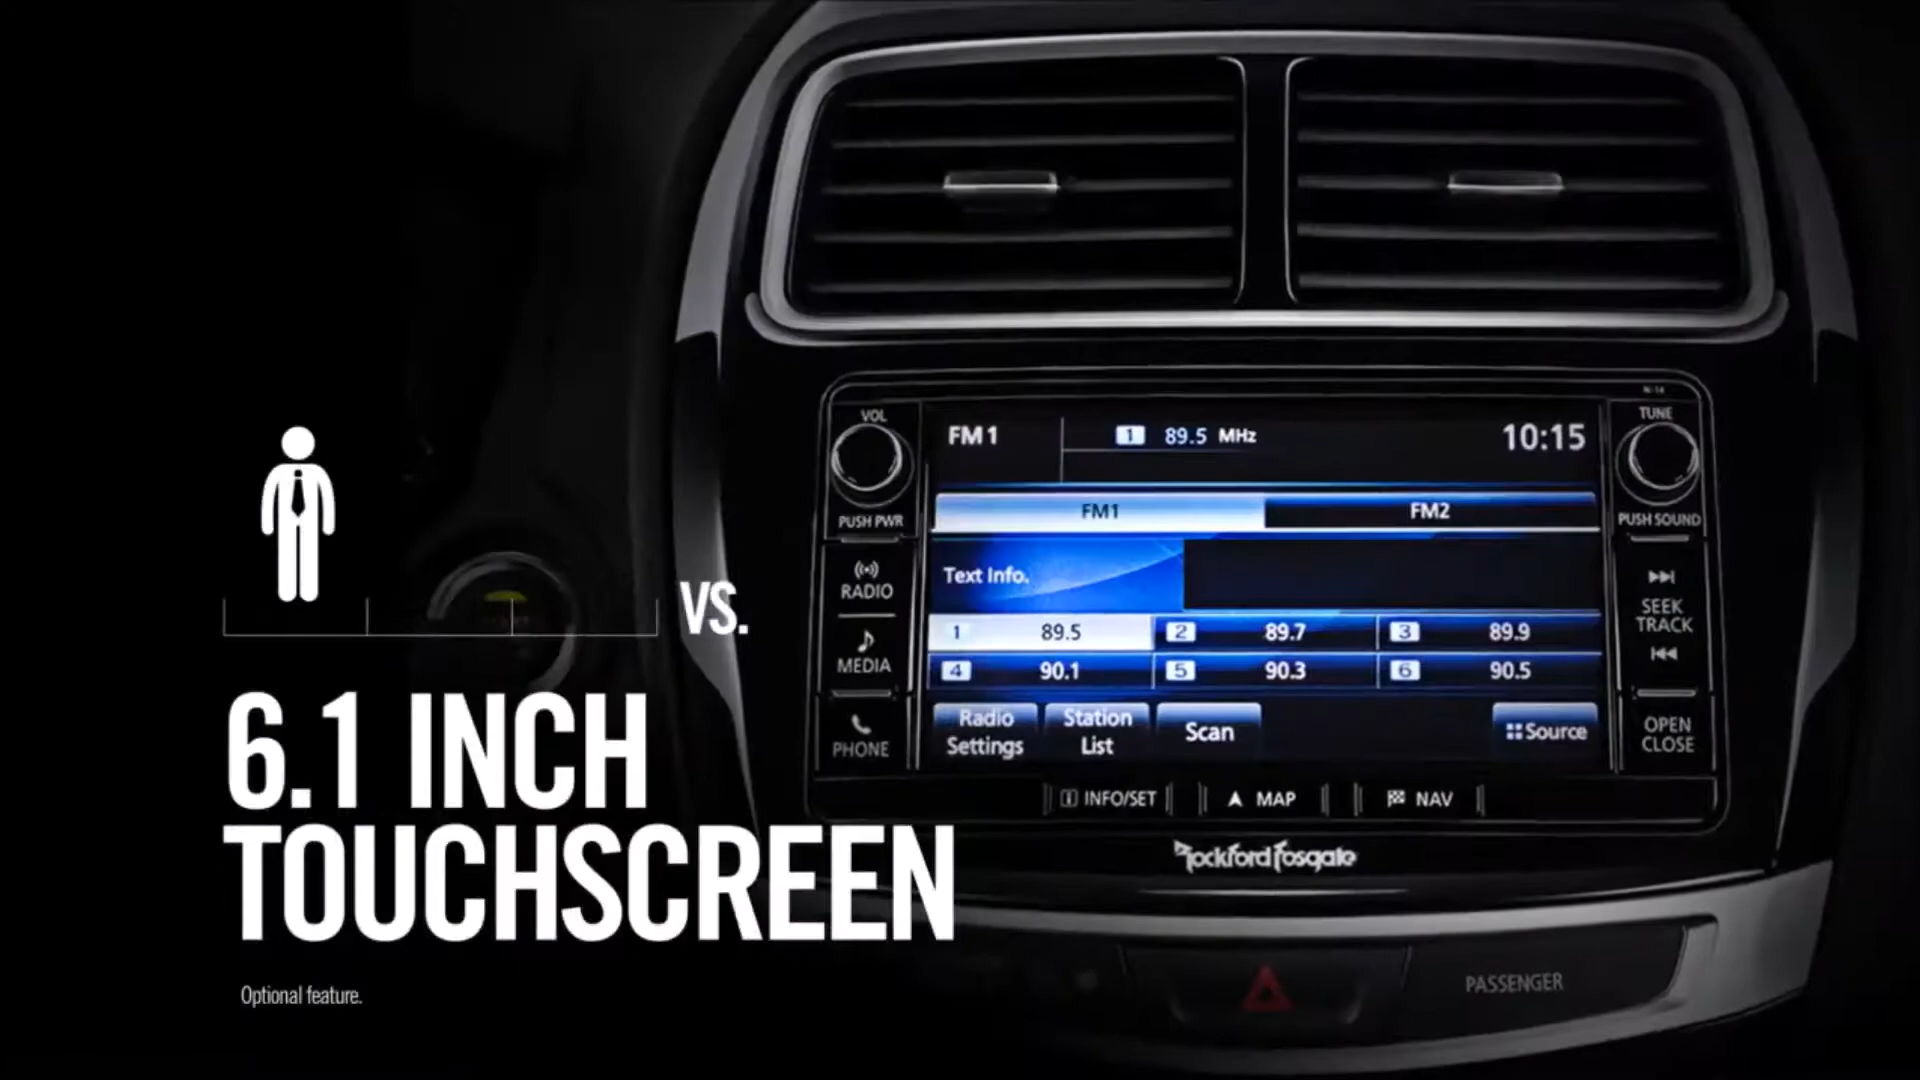 VS.
6.1 INCH
TOUCHSCREEN
Optional feature.
VOL
PUSH PWR
RADIO
MEDIA
PHONE
FM1
1 89.5 MHz
10:15
FM1 FM2
Text Info.
1 89.5 2 89.7 3 89.9
4 90.1 5 90.3 6 90.5
Radio
Settings
Station
List
Scan
Source
TUNE
PUSH SOUND
SEEK
TRACK
OPEN
CLOSE
INFO/SET MAP NAV
Rockford Fosgate
PASSENGER